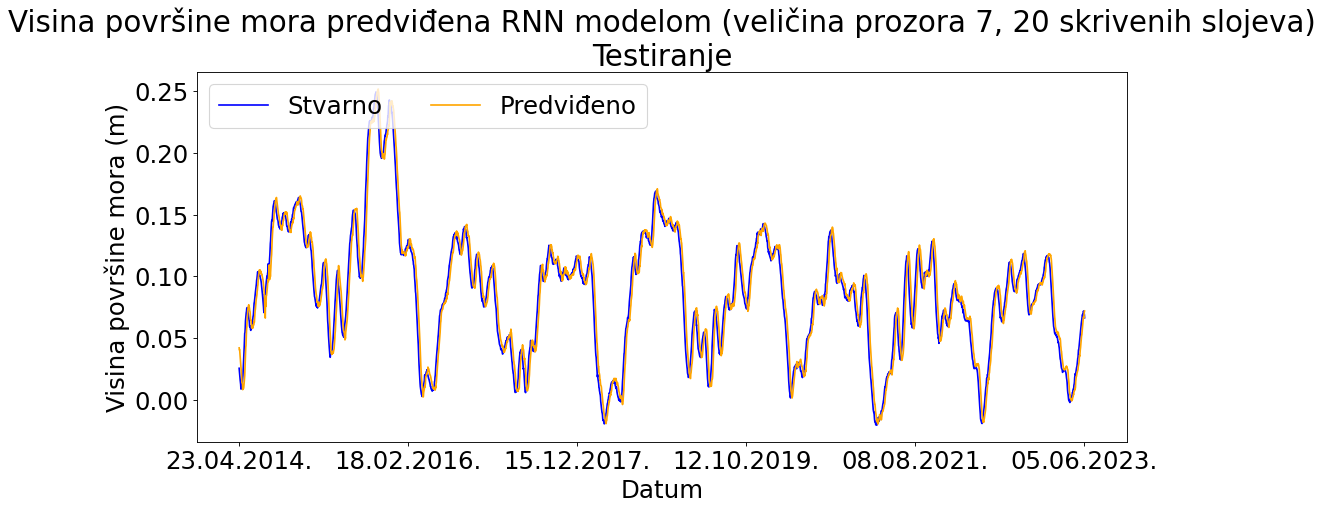 Visina površine mora predviđena RNN modelom (veličina prozora 7, 20 skrivenih slojeva)
Testiranje
Stvarno
Predviđeno
Visina površine mora (m)
0.25
0.20
0.15
0.10
0.05
0.00
23.04.2014.
18.02.2016.
15.12.2017.
12.10.2019.
08.08.2021.
05.06.2023.
Datum